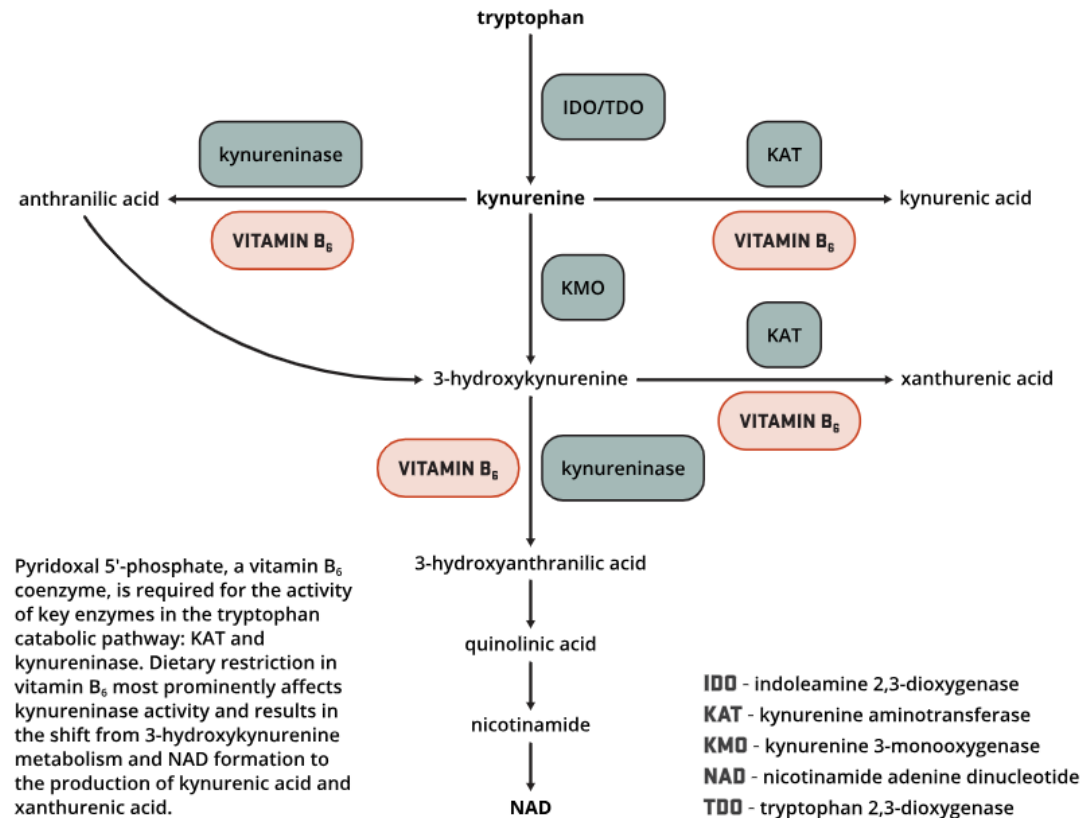 tryptophan
IDO/TDO
kynureninase
KAT
anthranilic acid
kynurenine
kynurenic acid
VITAMIN B₆
VITAMIN B₆
KMO
KAT
3-hydroxykynurenine
xanthurenic acid
VITAMIN B₆
VITAMIN B₆
kynureninase
3-hydroxyanthranilic acid
quinolinic acid
nicotinamide
NAD
Pyridoxal 5'-phosphate, a vitamin B₆
coenzyme, is required for the activity
of key enzymes in the tryptophan
catabolic pathway: KAT and
kynureninase. Dietary restriction in
vitamin B₆ most prominently affects
kynureninase activity and results in
the shift from 3-hydroxykynurenine
metabolism and NAD formation to
the production of kynurenic acid and
xanthurenic acid.
IDO - indoleamine 2,3-dioxygenase
KAT - kynurenine aminotransferase
KMO - kynurenine 3-monooxygenase
NAD - nicotinamide adenine dinucleotide
TDO - tryptophan 2,3-dioxygenase